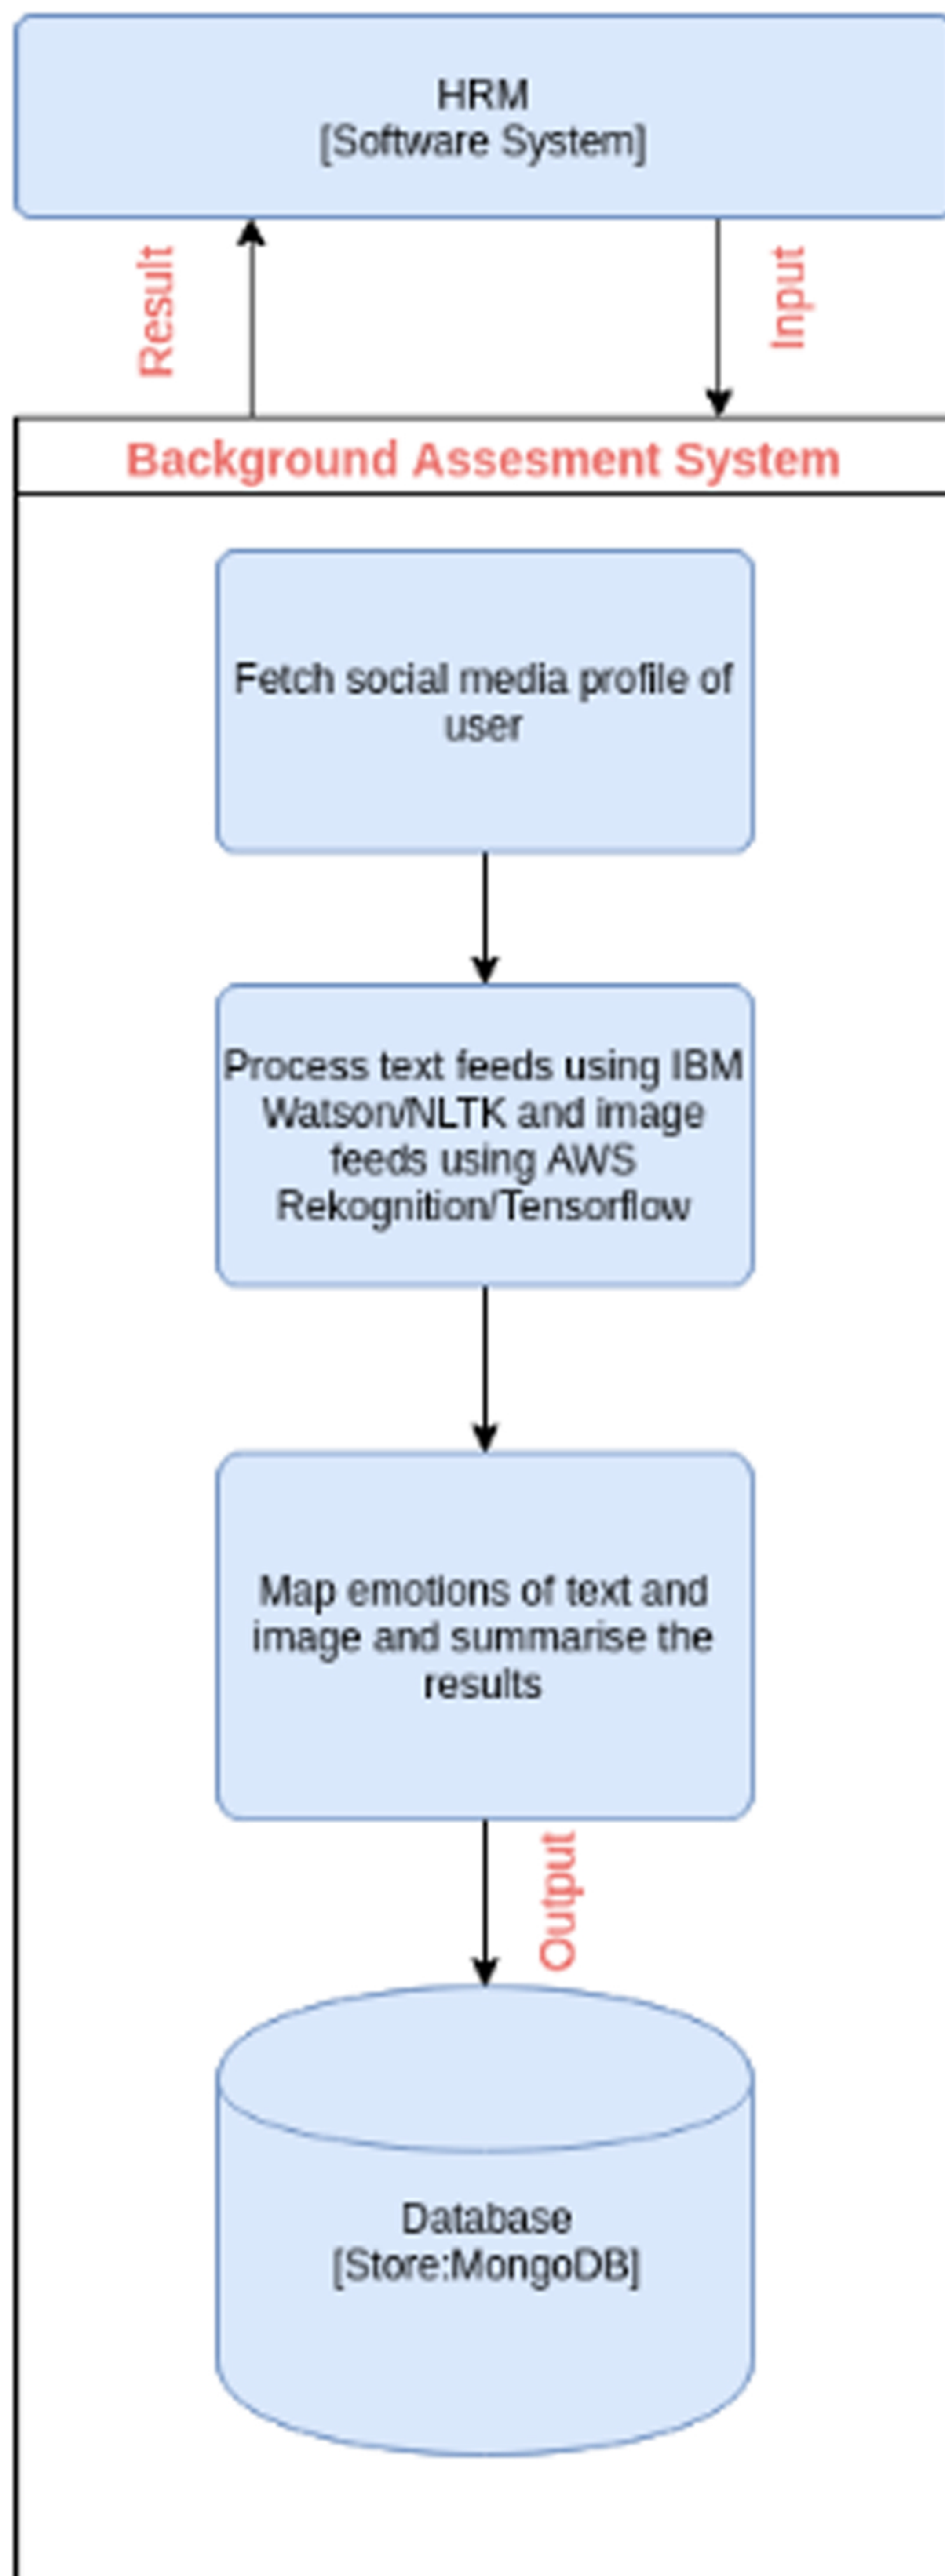 HRM
[Software System]
Result
Input
Background Assesment System
Fetch social media profile of
user
Process text feeds using IBM
Watson/NLTK and image
feeds using AWS
Rekognition/Tensorflow
Map emotions of text and
image and summarise the
results
Output
Database
[Store:MongoDB]